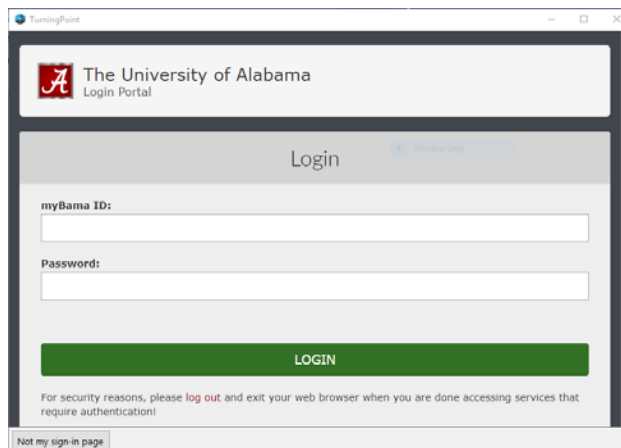 TurningPoint
The University of Alabama
Login Portal
Login
myBama ID:
Password:
LOGIN
For security reasons, please log out and exit your web browser when you are done accessing services that
require authentication!
Not my sign-in page